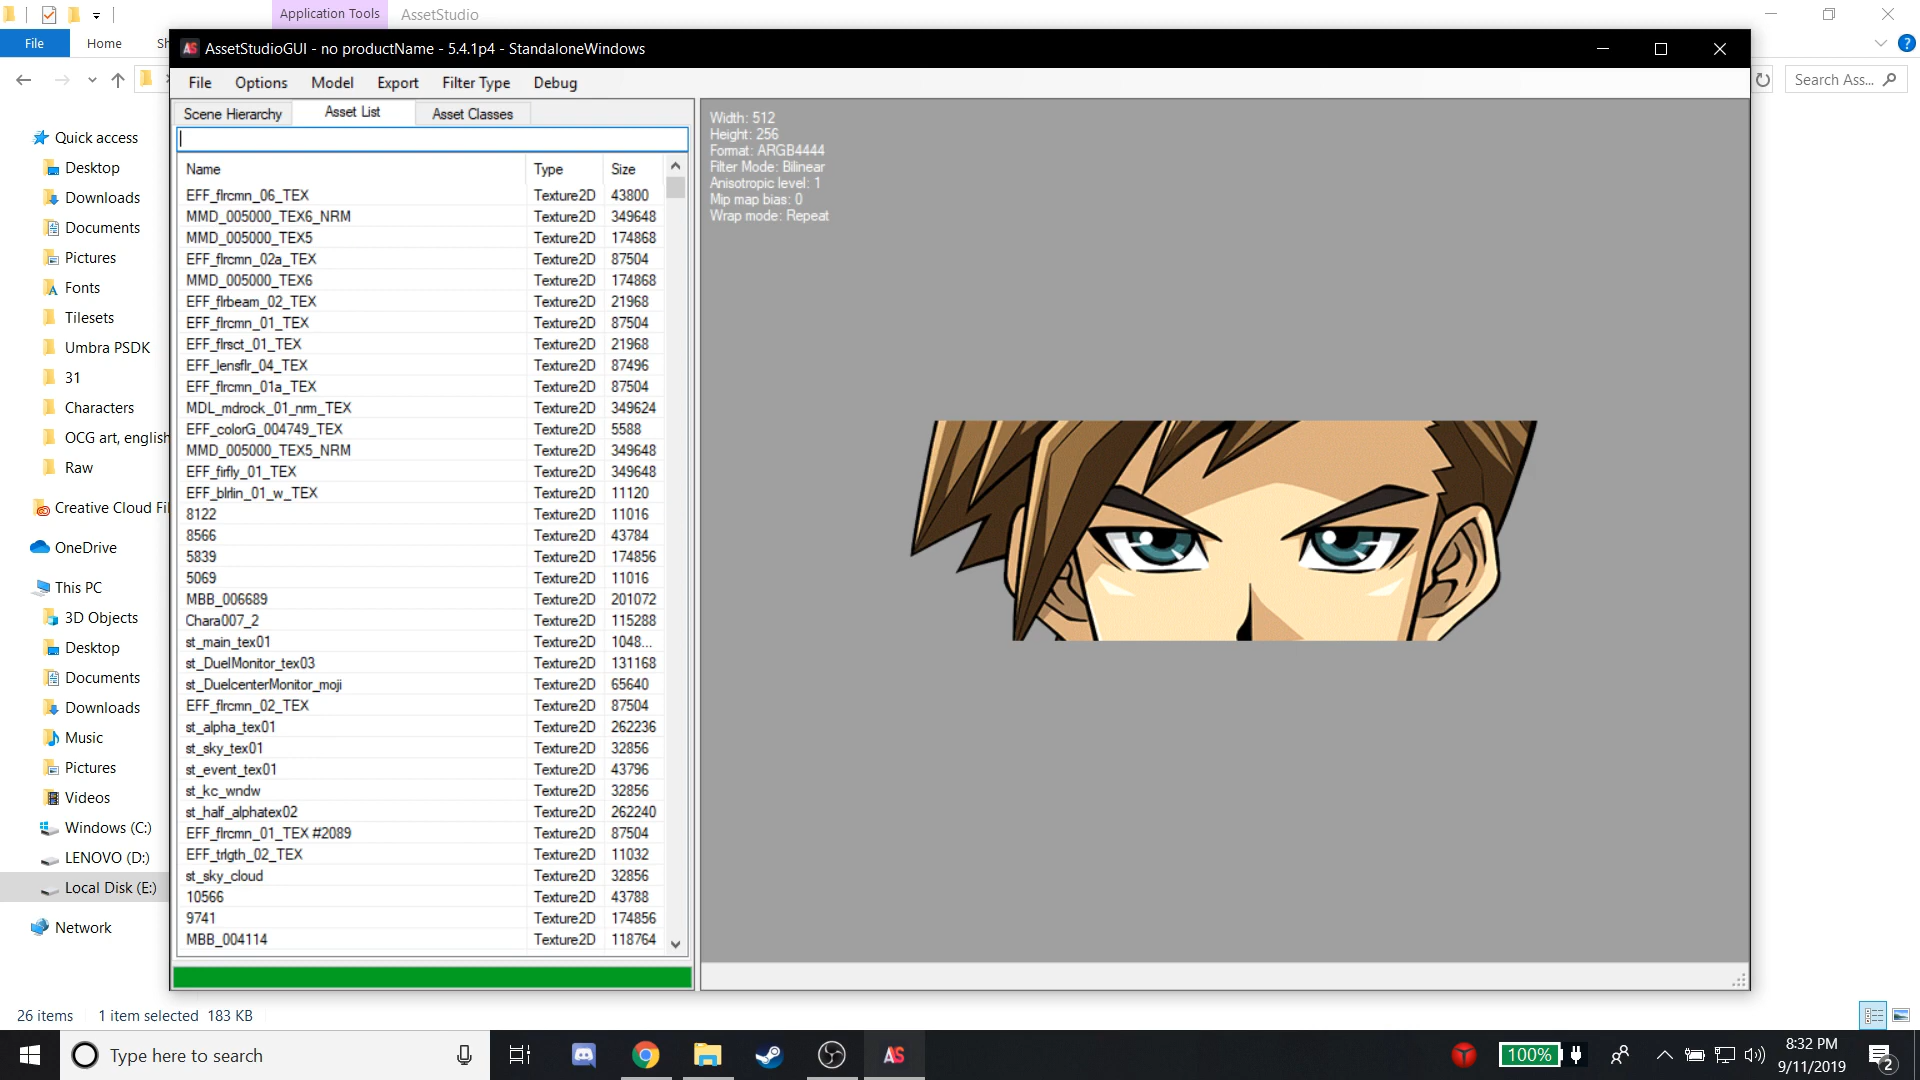 Application Tools
AssetStudio
File
Home
Sh
AssetStudioGUI - no productName - 5.4.1p4 - StandaloneWindows
File
Options
Model
Export
Filter Type
Debug
Search Ass...
Scene Hierarchy
Asset List
Asset Classes
Name Type Size
EFF_flrcmn_06_TEX Texture2D 43800
MMD_005000_TEX6_NRM Texture2D 349648
MMD_005000_TEX5 Texture2D 174868
EFF_flrcmn_02a_TEX Texture2D 87504
MMD_005000_TEX6 Texture2D 174868
EFF_flrbeam_02_TEX Texture2D 21968
EFF_flrcmn_01_TEX Texture2D 87504
EFF_flrsct_01_TEX Texture2D 21968
EFF_lensflr_04_TEX Texture2D 87496
EFF_flrcmn_01a_TEX Texture2D 87504
MDL_mdrock_01_nrm_TEX Texture2D 349624
EFF_colorG_004749_TEX Texture2D 5588
MMD_005000_TEX5_NRM Texture2D 349648
EFF_firfly_01_TEX Texture2D 349648
EFF_blrlin_01_w_TEX Texture2D 11120
8122 Texture2D 11016
8566 Texture2D 43784
5839 Texture2D 174856
5069 Texture2D 11016
MBB_006689 Texture2D 201072
Chara007_2 Texture2D 115288
st_main_tex01 Texture2D 1048...
st_DuelMonitor_tex03 Texture2D 131168
st_DuelcenterMonitor_moji Texture2D 65640
EFF_flrcmn_02_TEX Texture2D 87504
st_alpha_tex01 Texture2D 262236
st_sky_tex01 Texture2D 32856
st_event_tex01 Texture2D 43796
st_kc_wndw Texture2D 32856
st_half_alphatex02 Texture2D 262240
EFF_flrcmn_01_TEX #2089 Texture2D 87504
EFF_trlgth_02_TEX Texture2D 11032
st_sky_cloud Texture2D 32856
10566 Texture2D 43788
9741 Texture2D 174856
MBB_004114 Texture2D 118764
Width: 512
Height: 256
Format: ARGB4444
Filter Mode: Bilinear
Anisotropic level: 1
Mip map bias: 0
Wrap mode: Repeat
Quick access
Desktop
Downloads
Documents
Pictures
Fonts
Tilesets
Umbra PSDK
31
Characters
OCG art, english
Raw
Creative Cloud Fil
OneDrive
This PC
3D Objects
Desktop
Documents
Downloads
Music
Pictures
Videos
Windows (C:)
LENOVO (D:)
Local Disk (E:)
Network
26 items 1 item selected 183 KB
Type here to search
AS
100%
8:32 PM
9/11/2019
2